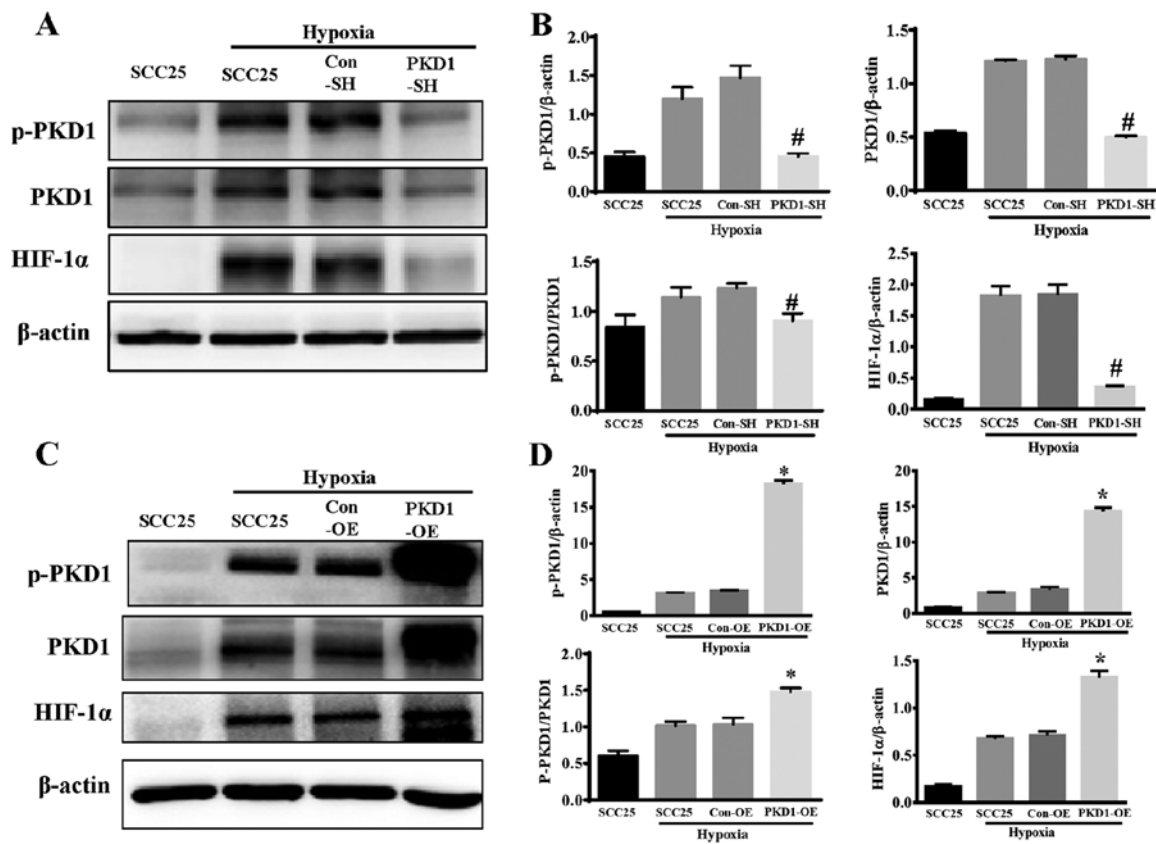 A
Hypoxia
SCC25 SCC25 Con PKD1
-SH -SH
p-PKD1
PKD1
HIF-1α
β-actin
B
p-PKD1/β-actin
2.0
1.5
1.0
0.5
0.0
#
SCC25 SCC25 Con-SH PKD1-SH
Hypoxia
PKD1/β-actin
1.5
1.0
0.5
0.0
#
SCC25 SCC25 Con-SH PKD1-SH
Hypoxia
p-PKD1/PKD1
1.5
1.0
0.5
0.0
#
SCC25 SCC25 Con-SH PKD1-SH
Hypoxia
HIF-1α/β-actin
2.5
2.0
1.5
1.0
0.5
0.0
#
SCC25 SCC25 Con-SH PKD1-SH
Hypoxia
C
Hypoxia
SCC25 SCC25 Con PKD1
-OE -OE
p-PKD1
PKD1
HIF-1α
β-actin
D
p-PKD1/β-actin
20
15
10
5
0
*
SCC25 SCC25 Con-OE PKD1-OE
Hypoxia
PKD1/β-actin
20
15
10
5
0
*
SCC25 SCC25 Con-OE PKD1-OE
Hypoxia
P-PKD1/PKD1
2.0
1.5
1.0
0.5
0.0
*
SCC25 SCC25 Con-OE PKD1-OE
Hypoxia
HIF-1α/β-actin
1.5
1.0
0.5
0.0
*
SCC25 SCC25 Con-OE PKD1-OE
Hypoxia